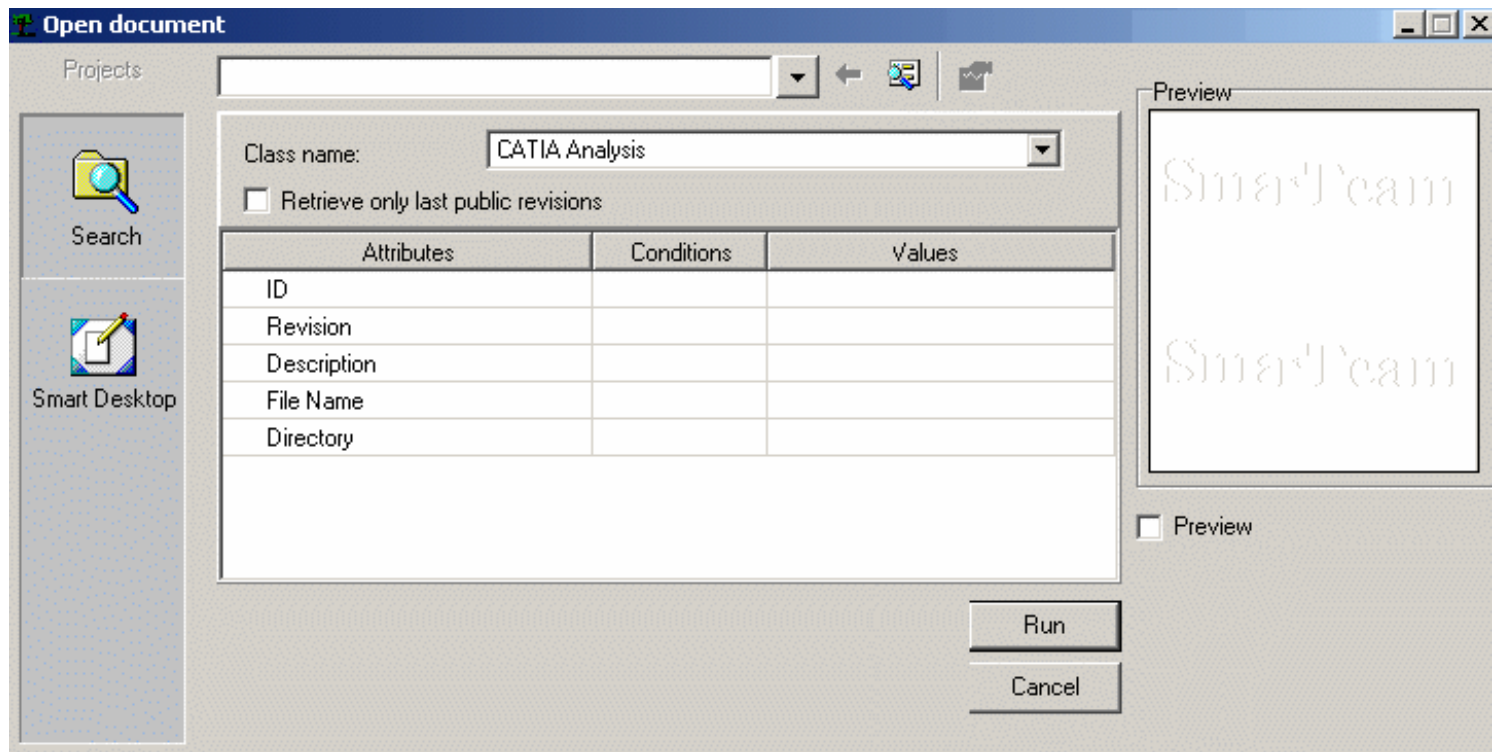 Open document
Projects
Preview
Class name: CATIA Analysis
Retrieve only last public revisions
Search
Attributes Conditions Values
ID
Revision
Description
File Name
Directory
Smart Desktop
SmarTeam
SmarTeam
Preview
Run
Cancel